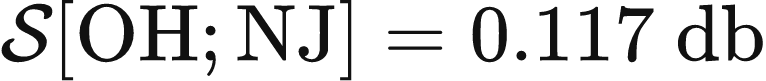 𝒮[OH; NJ] = 0.117 db